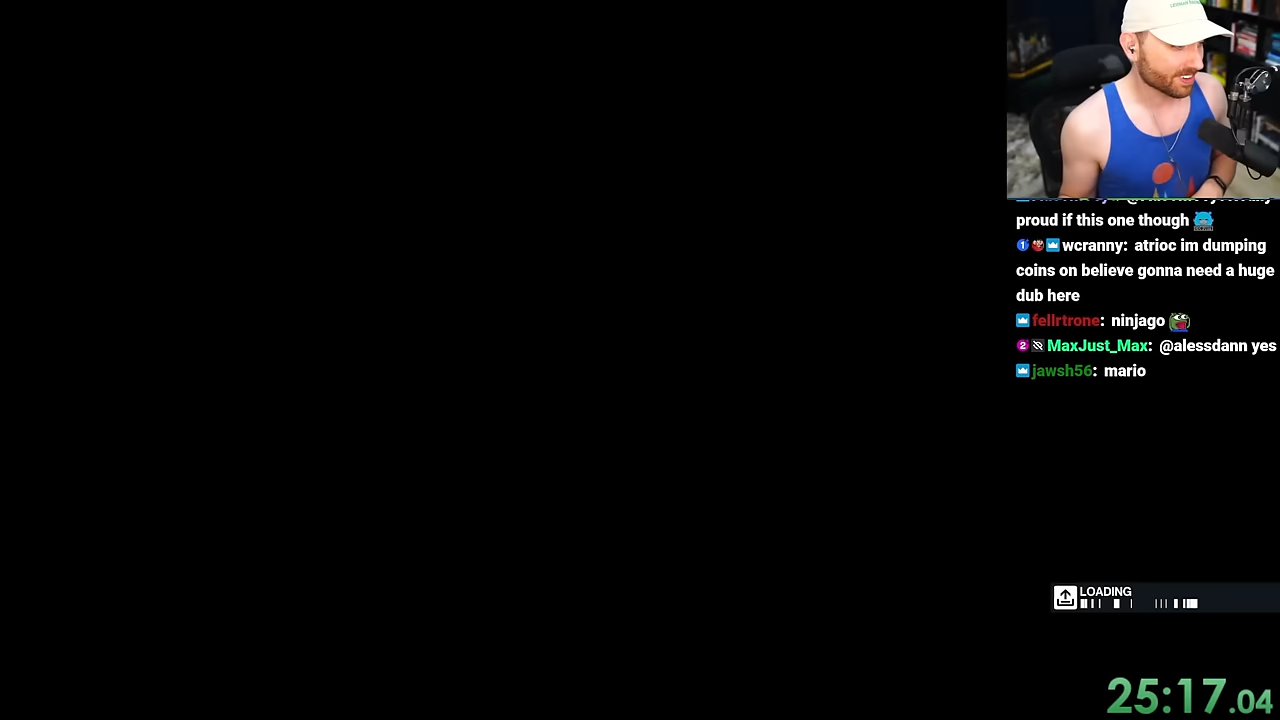 proud if this one though
wcranny: atrioc im dumping
coins on believe gonna need a huge
dub here
fellrtrone: ninjago
MaxJust_Max: @alessdann yes
jawsh56: mario
LOADING
25:17.04